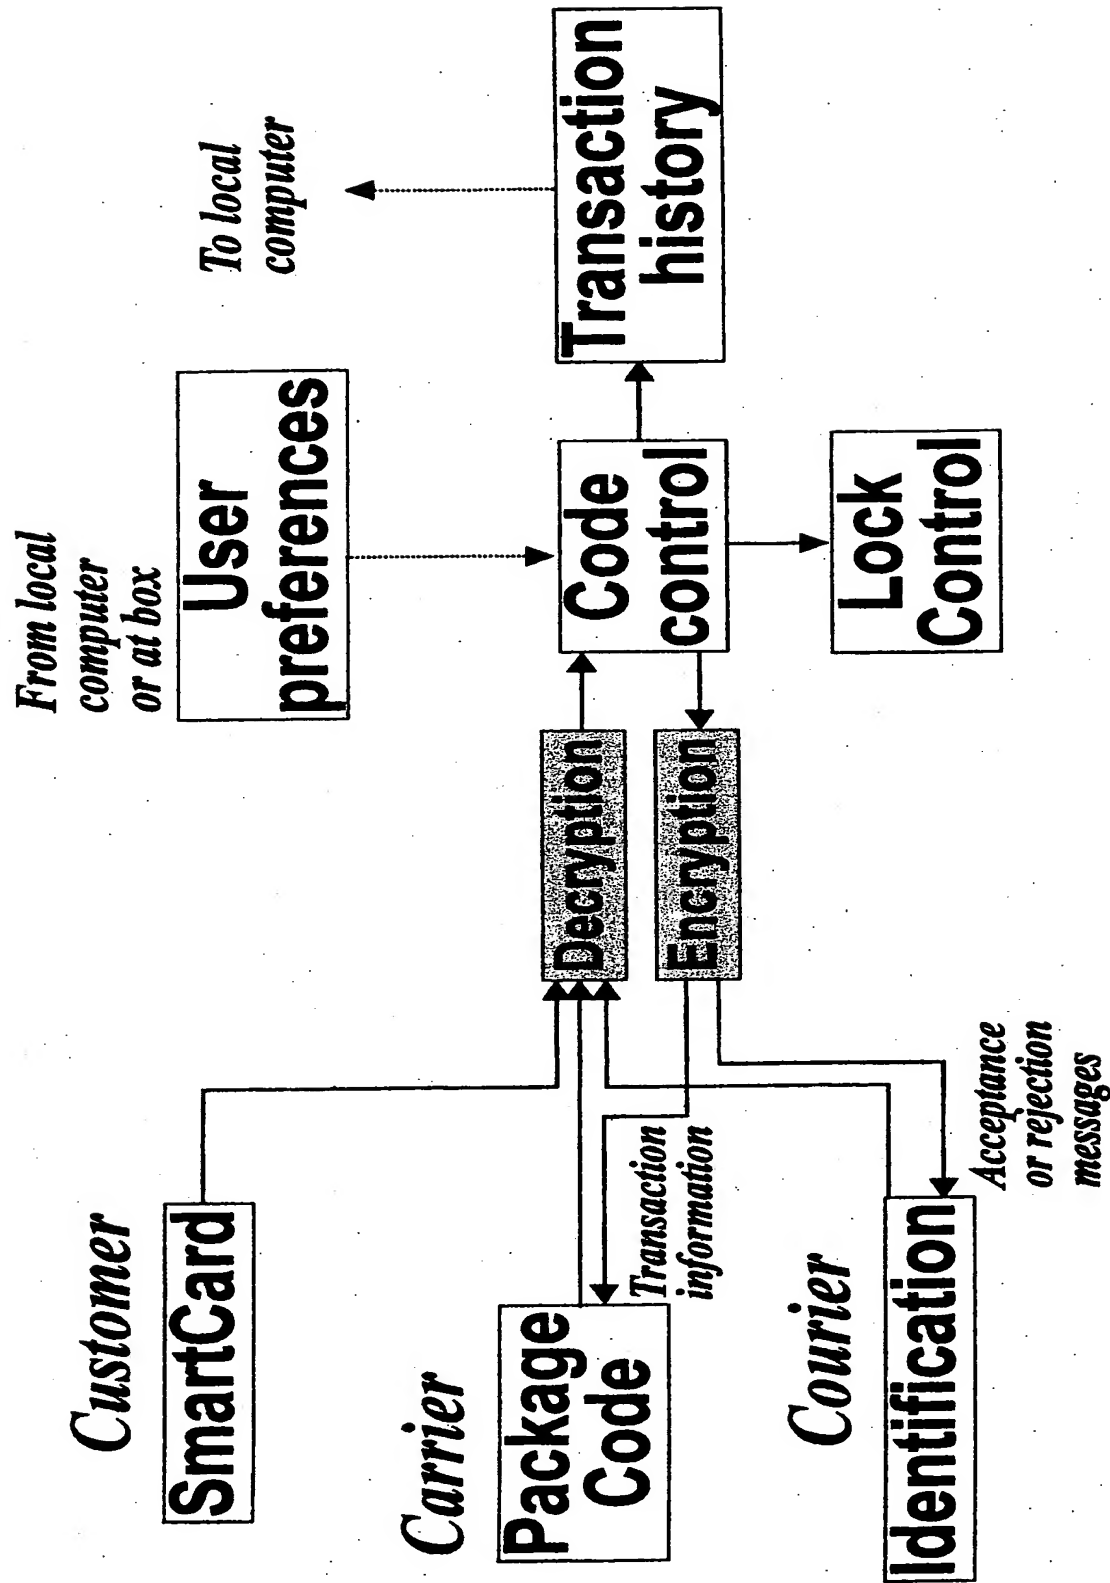 From local
computer
or at box
User
preferences
To local
computer
Customer
SmartCard
Carrier
Package
Code
Transaction
information
Courier
Identification
Acceptance
or rejection
messages
Decryption
Encryption
Code
control
Lock
Control
Transaction
history